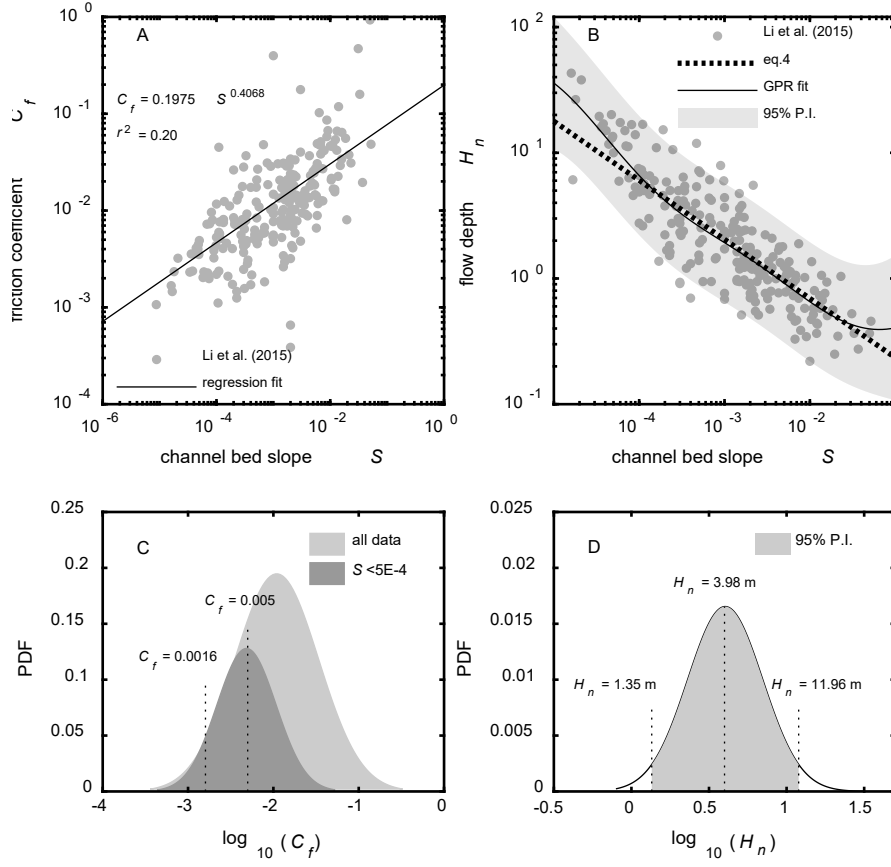 A
C f = 0.1975 S 0.4068
r 2 = 0.20
Li et al. (2015)
regression fit
friction coefficient C f
10 -1
10 -2
10 -3
10 -4
10 -6
10 -4
10 -2
10 0
channel bed slope S
B
Li et al. (2015)
eq.4
GPR fit
95% P.I.
flow depth H n
10 2
10 1
10 0
10 -1
10 -4
10 -3
10 -2
channel bed slope S
C
all data
S <5E-4
C f = 0.005
C f = 0.0016
PDF
0.25
0.2
0.15
0.1
0.05
0
-4
-3
-2
-1
0
log 10 ( C f )
D
95% P.I.
H n = 3.98 m
H n = 1.35 m
H n = 11.96 m
PDF
0.025
0.02
0.015
0.01
0.005
0
-0.5
0
0.5
1
1.5
log 10 ( H n )